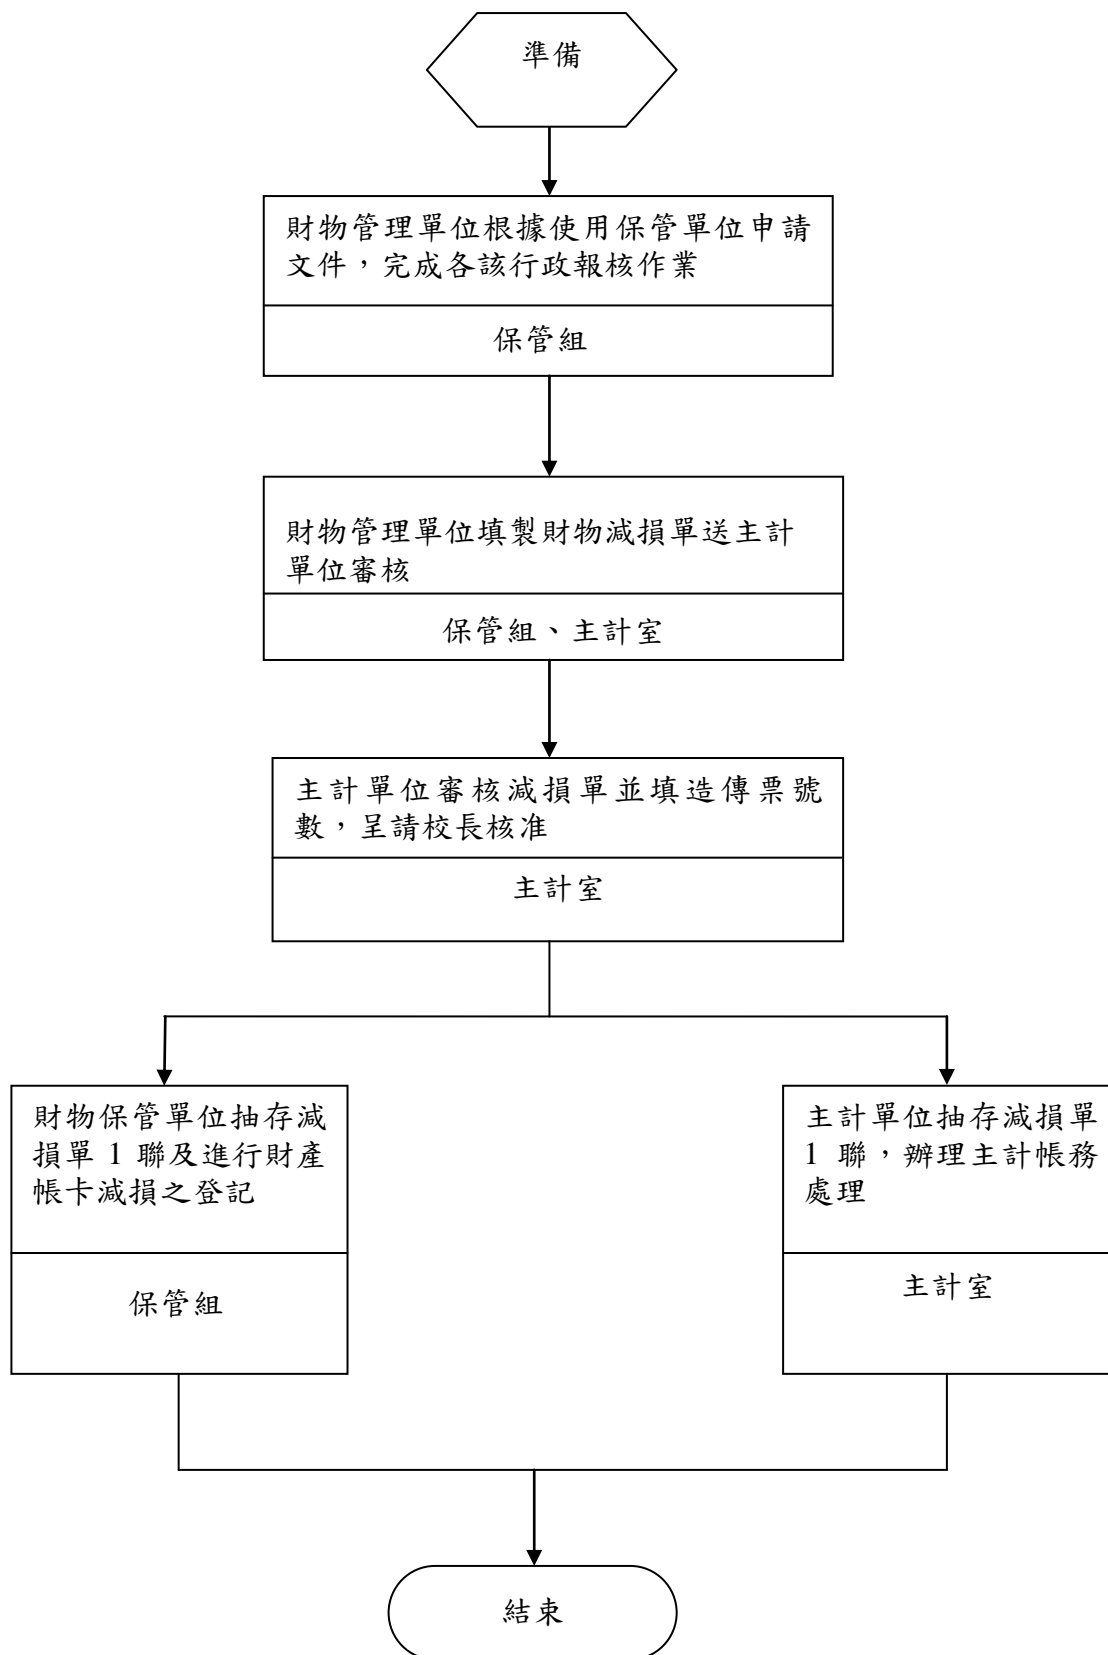 準備
財物管理單位根據使用保管單位申請
文件，完成各該行政報核作業
保管組
財物管理單位填製財物減損單送主計
單位審核
保管組、主計室
主計單位審核減損單並填造傳票號
數，呈請校長核准
主計室
財物保管單位抽存減
損單 1 聯及進行財產
帳卡減損之登記
保管組
主計單位抽存減損單
1 聯，辦理主計帳務
處理
主計室
結束